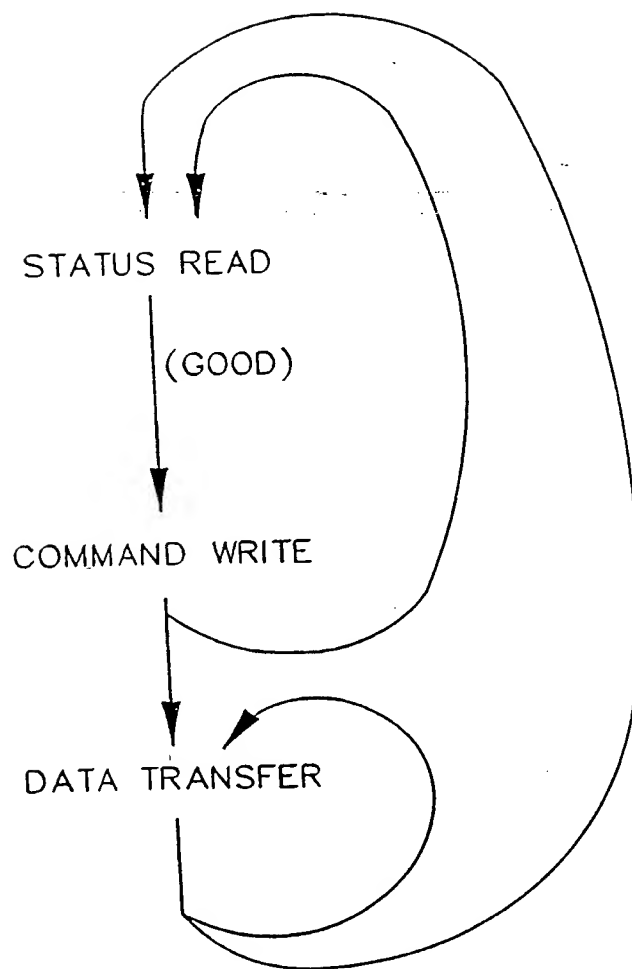 STATUS READ
(GOOD)
COMMAND WRITE
DATA TRANSFER